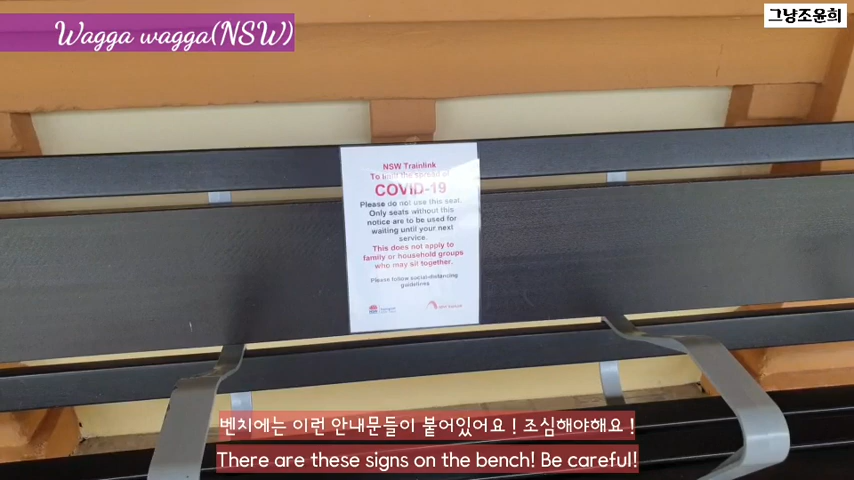 Wagga wagga(NSW)
그냥조윤희
NSW Trainlink
To limit the spread of
COVID-19
Please do not use this seat.
Only seats without this
notice are to be used for
waiting until your next
service.
This does not apply to
family or household groups
who may sit together.
Please follow social distancing
guidelines
벤치에는 이런 안내문들이 붙어있어요 ! 조심해야해요 !
There are these signs on the bench! Be careful!